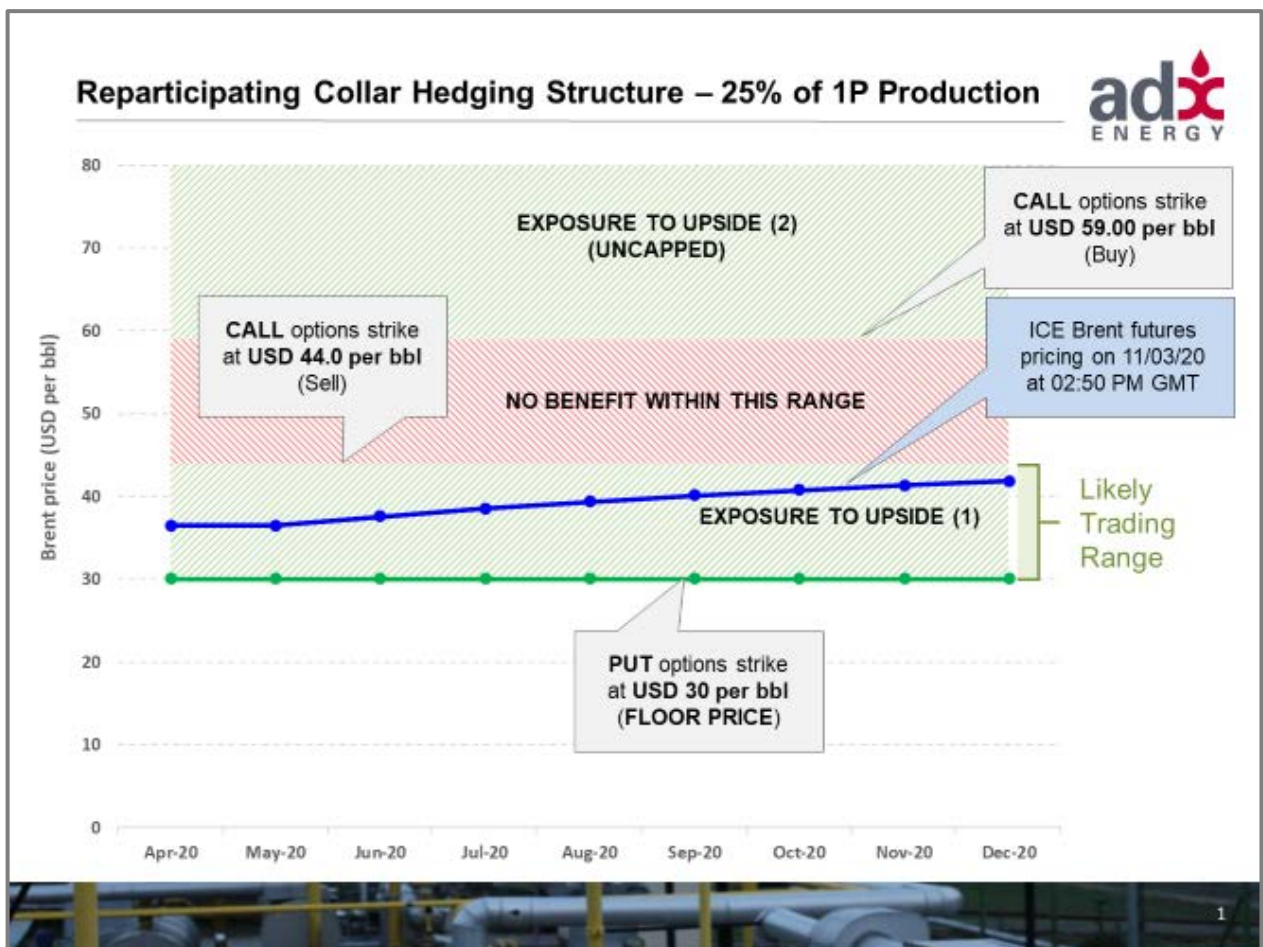 Reparticipating Collar Hedging Structure – 25% of 1P Production
adx
ENERGY
80
70
60
50
40
30
20
10
0
Brent price (USD per bbl)
EXPOSURE TO UPSIDE (2)
(UNCAPPED)
CALL options strike
at USD 59.00 per bbl
(Buy)
CALL options strike
at USD 44.0 per bbl
(Sell)
ICE Brent futures
pricing on 11/03/20
at 02:50 PM GMT
NO BENEFIT WITHIN THIS RANGE
EXPOSURE TO UPSIDE (1)
Likely
Trading
Range
PUT options strike
at USD 30 per bbl
(FLOOR PRICE)
Apr-20 May-20 Jun-20 Jul-20 Aug-20 Sep-20 Oct-20 Nov-20 Dec-20
1